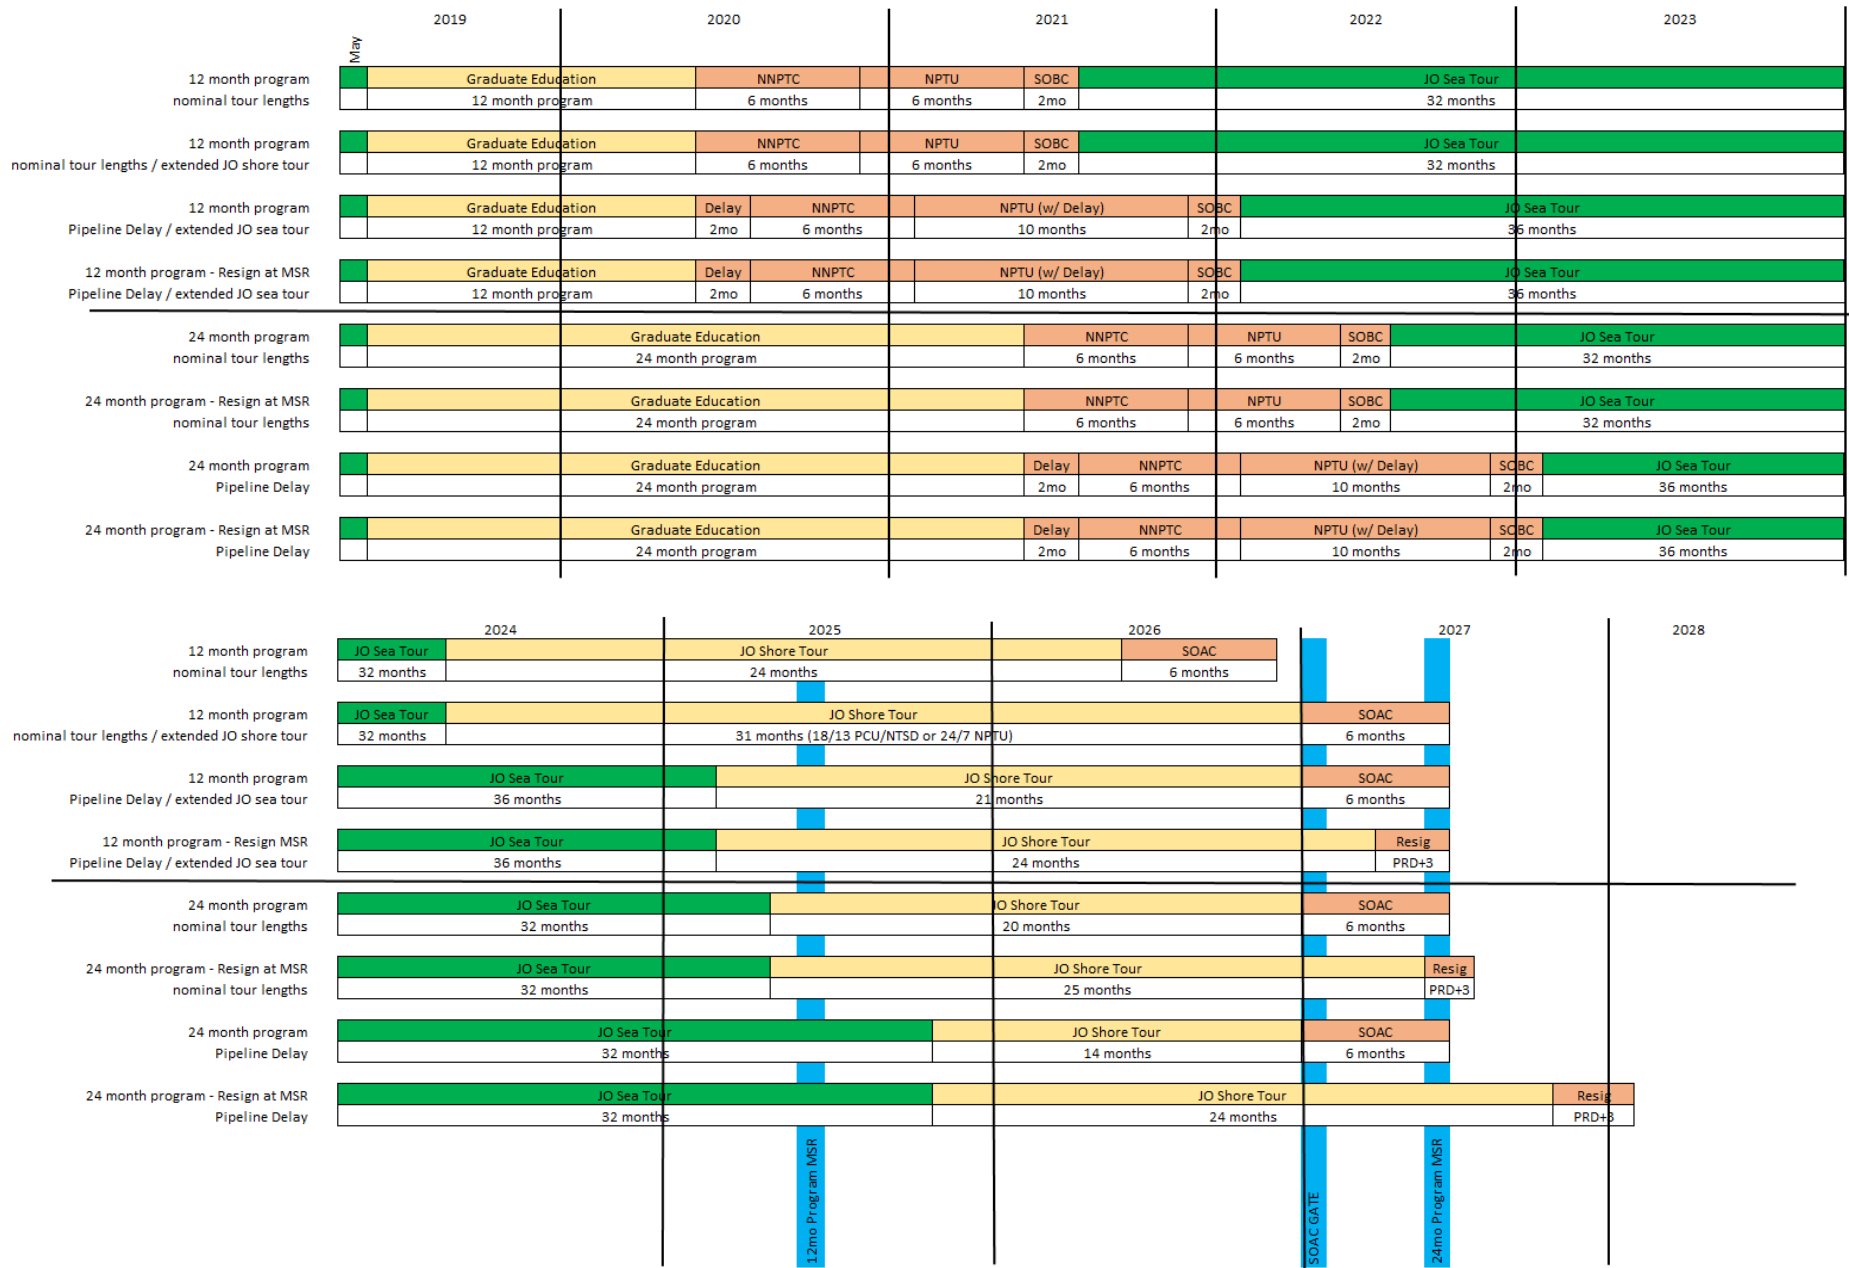 2019 2020 2021 2022 2023
May
12 month program Graduate Education NNPTC NPTU SOBC JO Sea Tour
nominal tour lengths 12 month program 6 months 6 months 2mo 32 months
12 month program Graduate Education NNPTC NPTU SOBC JO Sea Tour
nominal tour lengths / extended JO shore tour 12 month program 6 months 6 months 2mo 32 months
12 month program Graduate Education Delay NNPTC NPTU (w/ Delay) SOBC JO Sea Tour
Pipeline Delay / extended JO sea tour 12 month program 2mo 6 months 10 months 2mo 36 months
12 month program - Resign at MSR Graduate Education Delay NNPTC NPTU (w/ Delay) SOBC JO Sea Tour
Pipeline Delay / extended JO sea tour 12 month program 2mo 6 months 10 months 2mo 36 months
24 month program Graduate Education NNPTC NPTU SOBC JO Sea Tour
nominal tour lengths 24 month program 6 months 6 months 2mo 32 months
24 month program - Resign at MSR Graduate Education NNPTC NPTU SOBC JO Sea Tour
nominal tour lengths 24 month program 6 months 6 months 2mo 32 months
24 month program Graduate Education Delay NNPTC NPTU (w/ Delay) SOBC JO Sea Tour
Pipeline Delay 24 month program 2mo 6 months 10 months 2mo 36 months
24 month program - Resign at MSR Graduate Education Delay NNPTC NPTU (w/ Delay) SOBC JO Sea Tour
Pipeline Delay 24 month program 2mo 6 months 10 months 2mo 36 months
2024 2025 2026 2027 2028
12 month program JO Sea Tour JO Shore Tour SOAC
nominal tour lengths 32 months 24 months 6 months
12 month program JO Sea Tour JO Shore Tour SOAC
nominal tour lengths / extended JO shore tour 32 months 31 months (18/13 PCU/NTSD or 24/7 NPTU) 6 months
12 month program JO Sea Tour JO Shore Tour SOAC
Pipeline Delay / extended JO sea tour 36 months 21 months 6 months
12 month program - Resign MSR JO Sea Tour JO Shore Tour Resig
Pipeline Delay / extended JO sea tour 36 months 24 months PRD+3
24 month program JO Sea Tour JO Shore Tour SOAC
nominal tour lengths 32 months 20 months 6 months
24 month program - Resign at MSR JO Sea Tour JO Shore Tour Resig
nominal tour lengths 32 months 25 months PRD+3
24 month program JO Sea Tour JO Shore Tour SOAC
Pipeline Delay 32 months 14 months 6 months
24 month program - Resign at MSR JO Sea Tour JO Shore Tour Resig
Pipeline Delay 32 months 24 months PRD+3
12mo Program MSR
SOAC GATE
24mo Program MSR